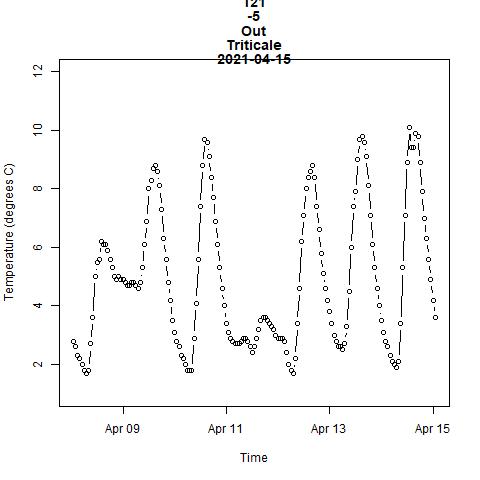 121
-5
Out
Triticale
2021-04-15
Temperature (degrees C)
12
10
8
6
4
2
Apr 09
Apr 11
Apr 13
Apr 15
Time